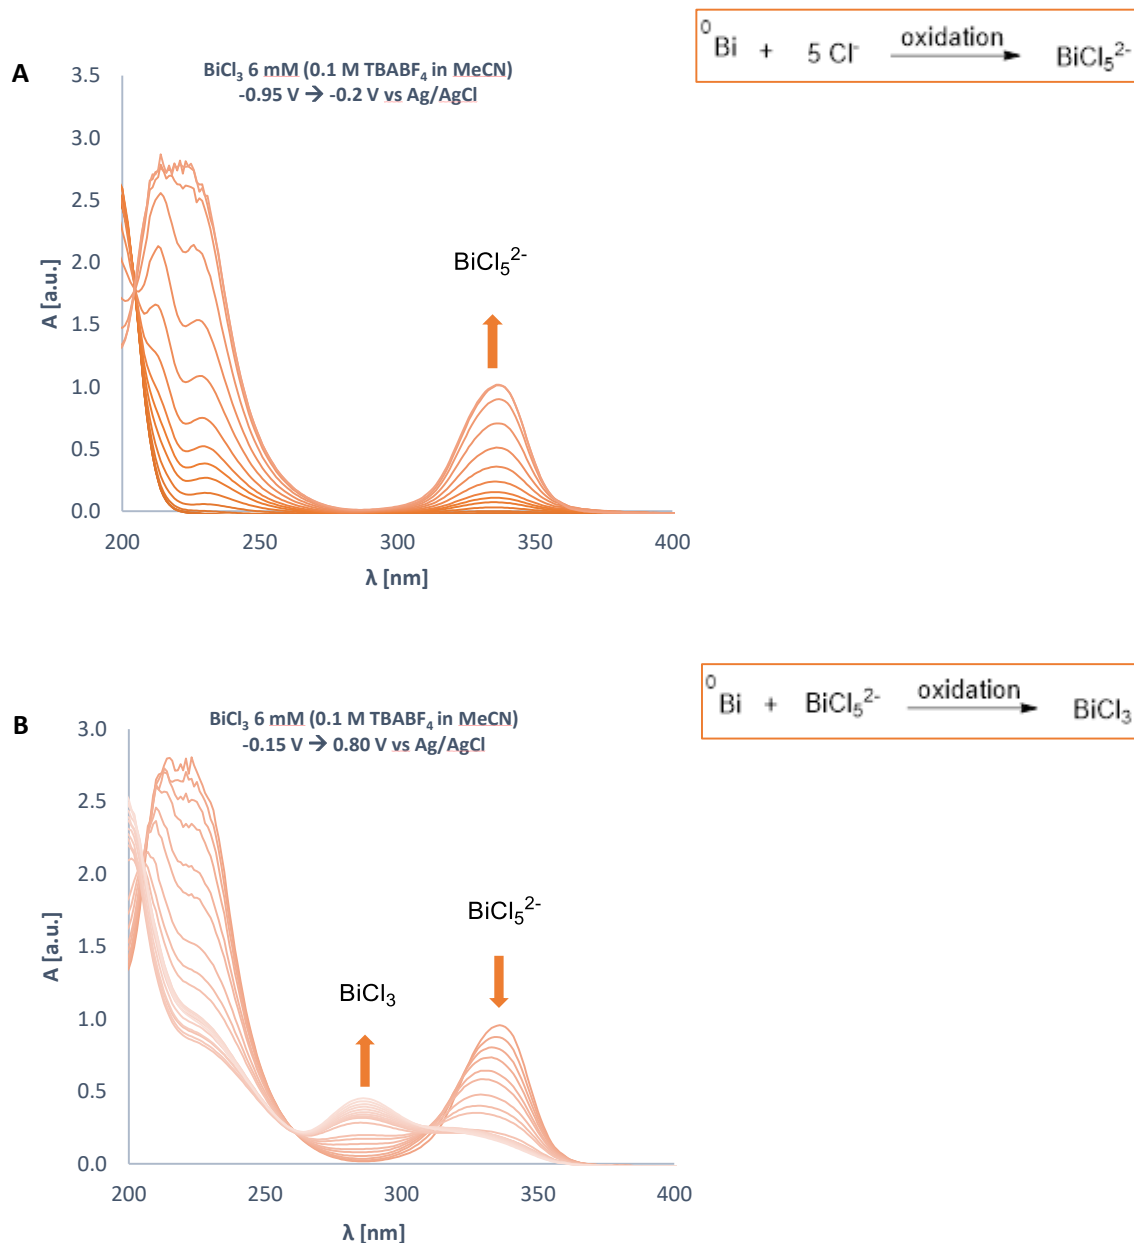 ⁰Bi + 5 Cl⁻ oxidation BiCl₅²⁻
A
BiCl₃ 6 mM (0.1 M TBABF₄ in MeCN)
-0.95 V → -0.2 V vs Ag/AgCl
3.5
3.0
2.5
2.0
1.5
1.0
0.5
0.0
A [a.u.]
BiCl₅²⁻
200 250 300 350 400
λ [nm]
⁰Bi + BiCl₅²⁻ oxidation BiCl₃
B
BiCl₃ 6 mM (0.1 M TBABF₄ in MeCN)
-0.15 V → 0.80 V vs Ag/AgCl
3.0
2.5
2.0
1.5
1.0
0.5
0.0
A [a.u.]
BiCl₅²⁻
BiCl₃
200 250 300 350 400
λ [nm]